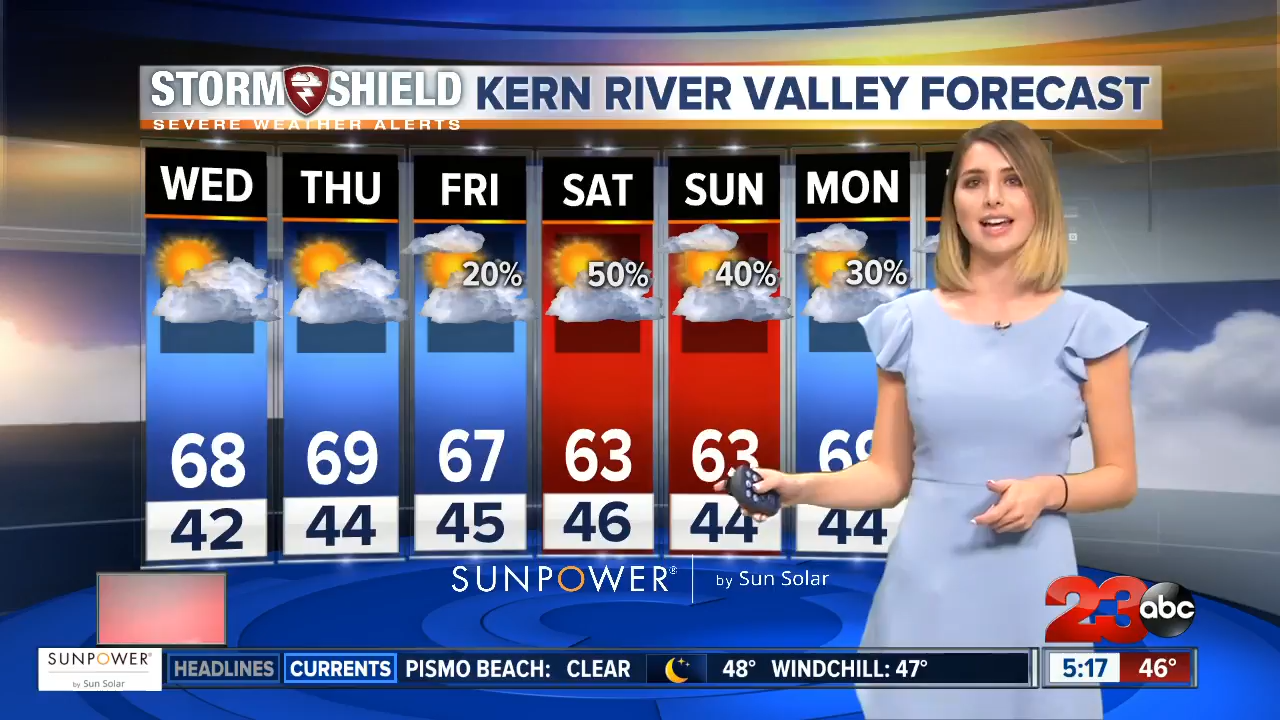 STORM SHIELD
SEVERE WEATHER ALERTS
KERN RIVER VALLEY FORECAST
WED THU FRI SAT SUN MON
20% 50% 40% 30%
68 69 67 63 63 69
42 44 45 46 44 44
SUNPOWER® by Sun Solar
23 abc
SUNPOWER®
by Sun Solar
HEADLINES CURRENTS PISMO BEACH: CLEAR 48° WINDCHILL: 47°
5:17 46°